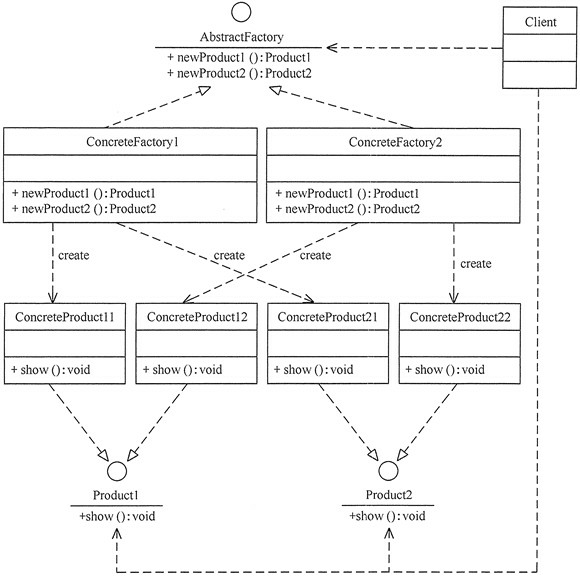 AbstractFactory
+ newProduct1 ():Product1
+ newProduct2 ():Product2
Client
ConcreteFactory1
+ newProduct1 ():Product1
+ newProduct2 ():Product2
ConcreteFactory2
+ newProduct1 ():Product1
+ newProduct2 ():Product2
create
create
create
create
ConcreteProduct11
+ show ():void
ConcreteProduct12
+ show ():void
ConcreteProduct21
+ show ():void
ConcreteProduct22
+ show ():void
Product1
+show ():void
Product2
+show ():void